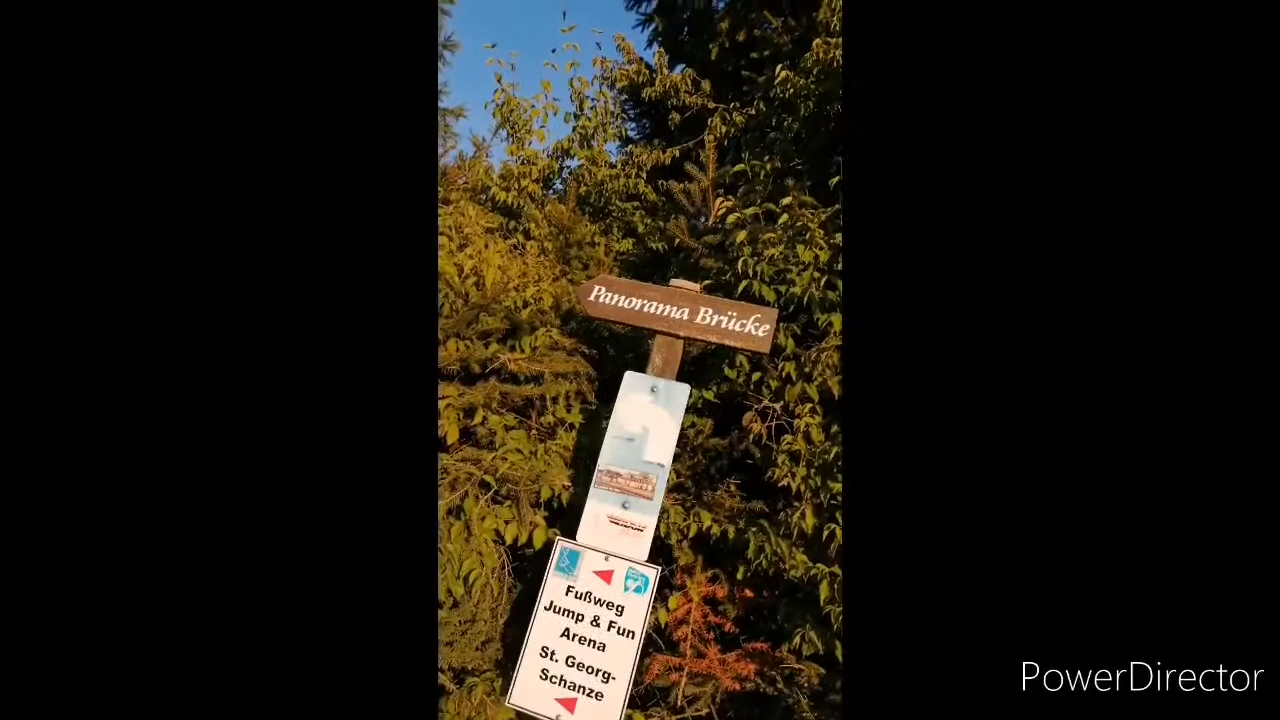 Panorama Brücke
Fußweg
Jump & Fun
Arena
St. Georg-
Schanze
PowerDirector